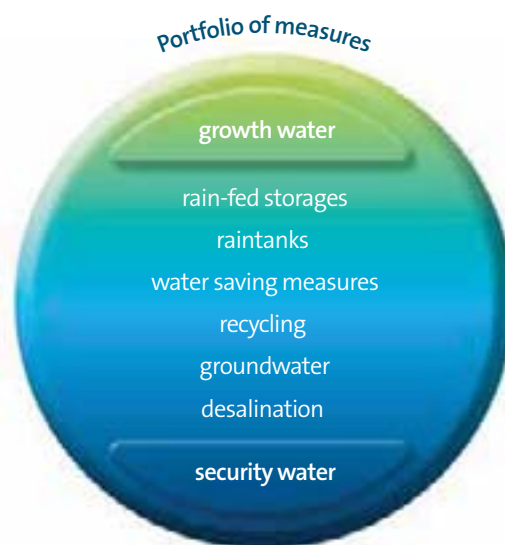 Portfolio of measures
growth water
rain-fed storages
raintanks
water saving measures
recycling
groundwater
desalination
security water